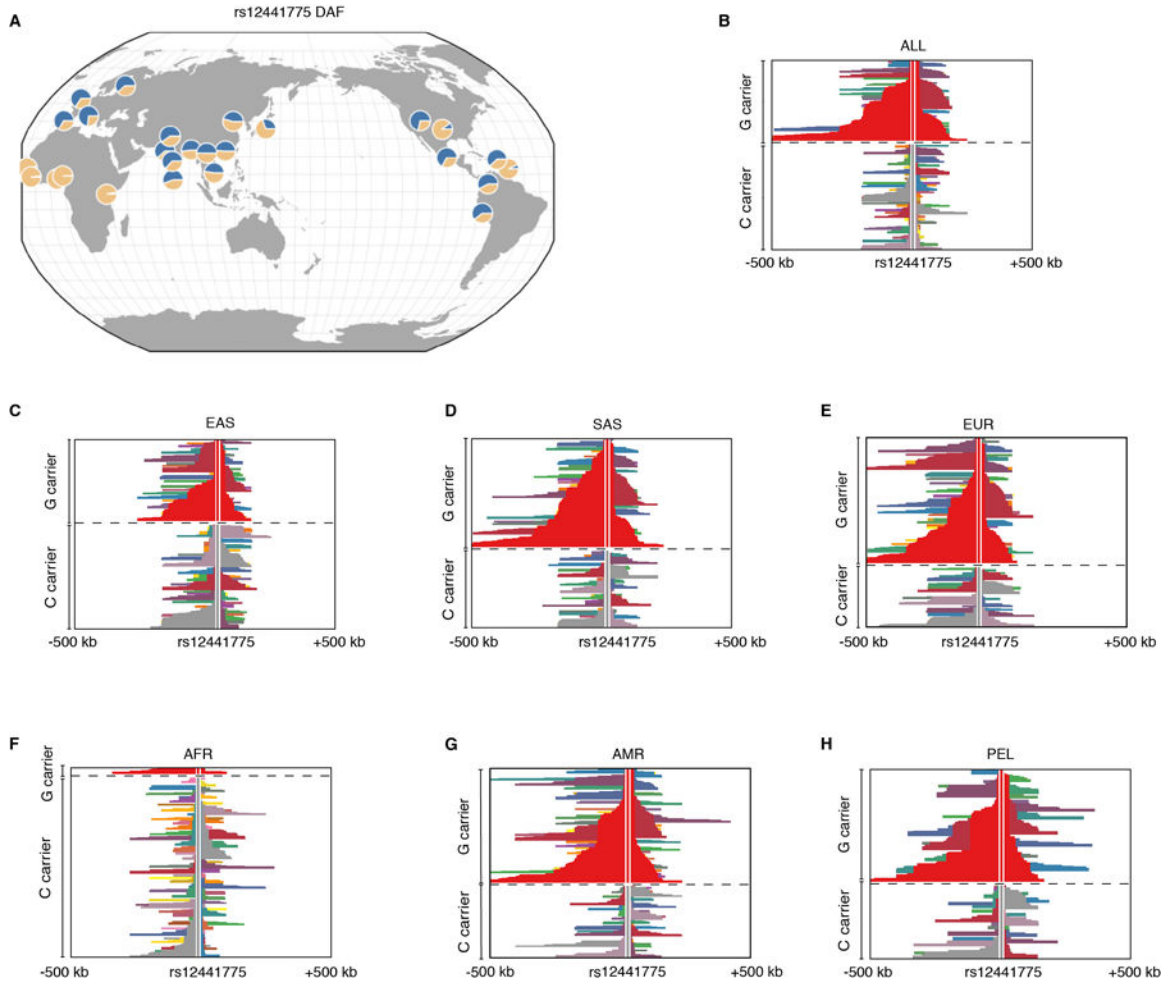 A
rs12441775 DAF
B
ALL
G carrier
C carrier
-500 kb
rs12441775
+500 kb
C
EAS
G carrier
C carrier
-500 kb
rs12441775
+500 kb
D
SAS
G carrier
C carrier
-500 kb
rs12441775
+500 kb
E
EUR
G carrier
C carrier
-500 kb
rs12441775
+500 kb
F
AFR
G carrier
C carrier
-500 kb
rs12441775
+500 kb
G
AMR
G carrier
C carrier
-500 kb
rs12441775
+500 kb
H
PEL
G carrier
C carrier
-500 kb
rs12441775
+500 kb